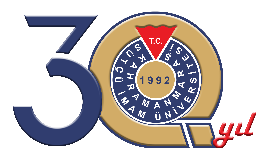 30. yıl
T.C.
KAHRAMANMARAŞ SÜTÇÜ İMAM ÜNİVERSİTESİ
1992